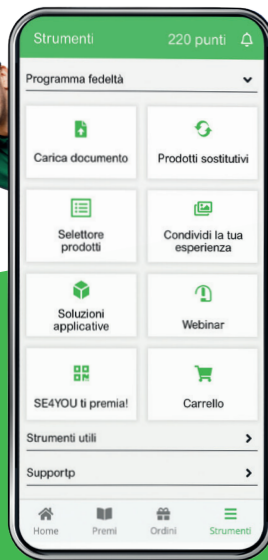 Strumenti 220 punti
Programma fedeltà
Carica documento Prodotti sostitutivi
Selettore prodotti Condividi la tua esperienza
Soluzioni applicative Webinar
SE4YOU ti premia! Carrello
Strumenti utili
Supportp
Home Premi Ordini Strumenti